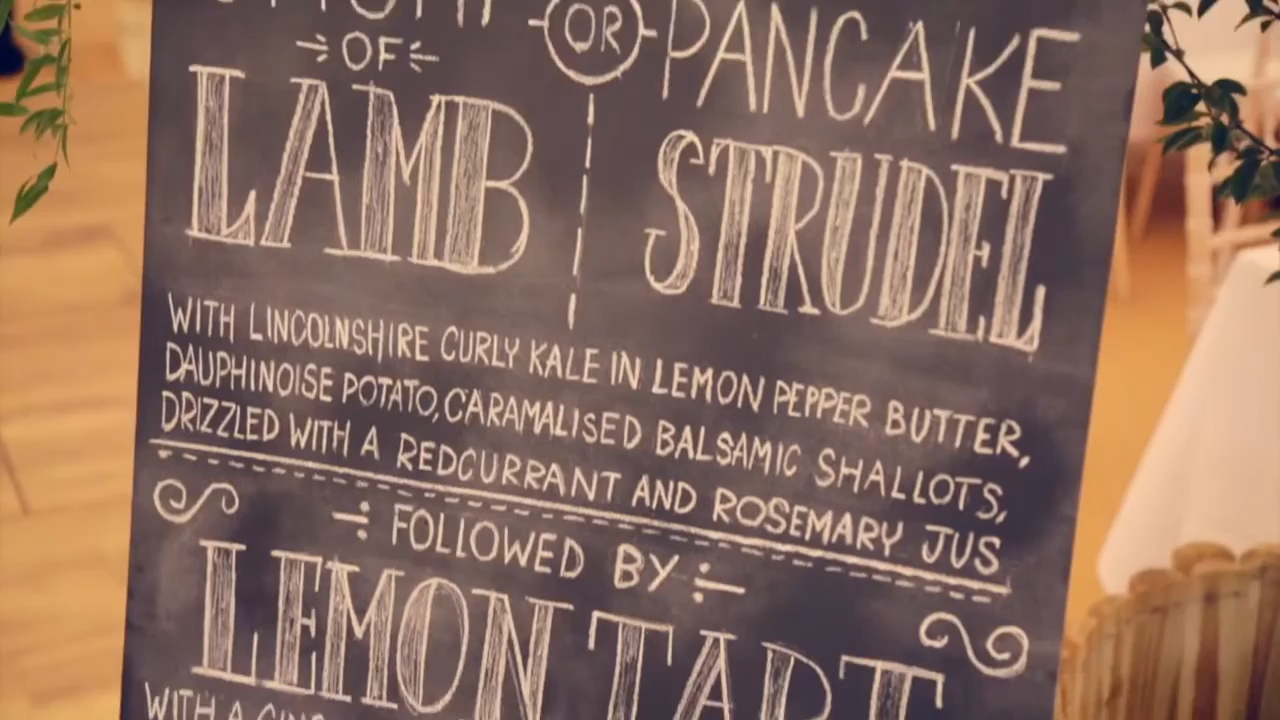 OR PANCAKE
OF
LAMB
STRUDEL
WITH LINCOLNSHIRE CURLY KALE IN LEMON PEPPER BUTTER,
DAUPHINOISE POTATO, CARAMALISED BALSAMIC SHALLOTS,
DRIZZLED WITH A REDCURRANT AND ROSEMARY JUS
FOLLOWED BY
LEMON TART
WITH A